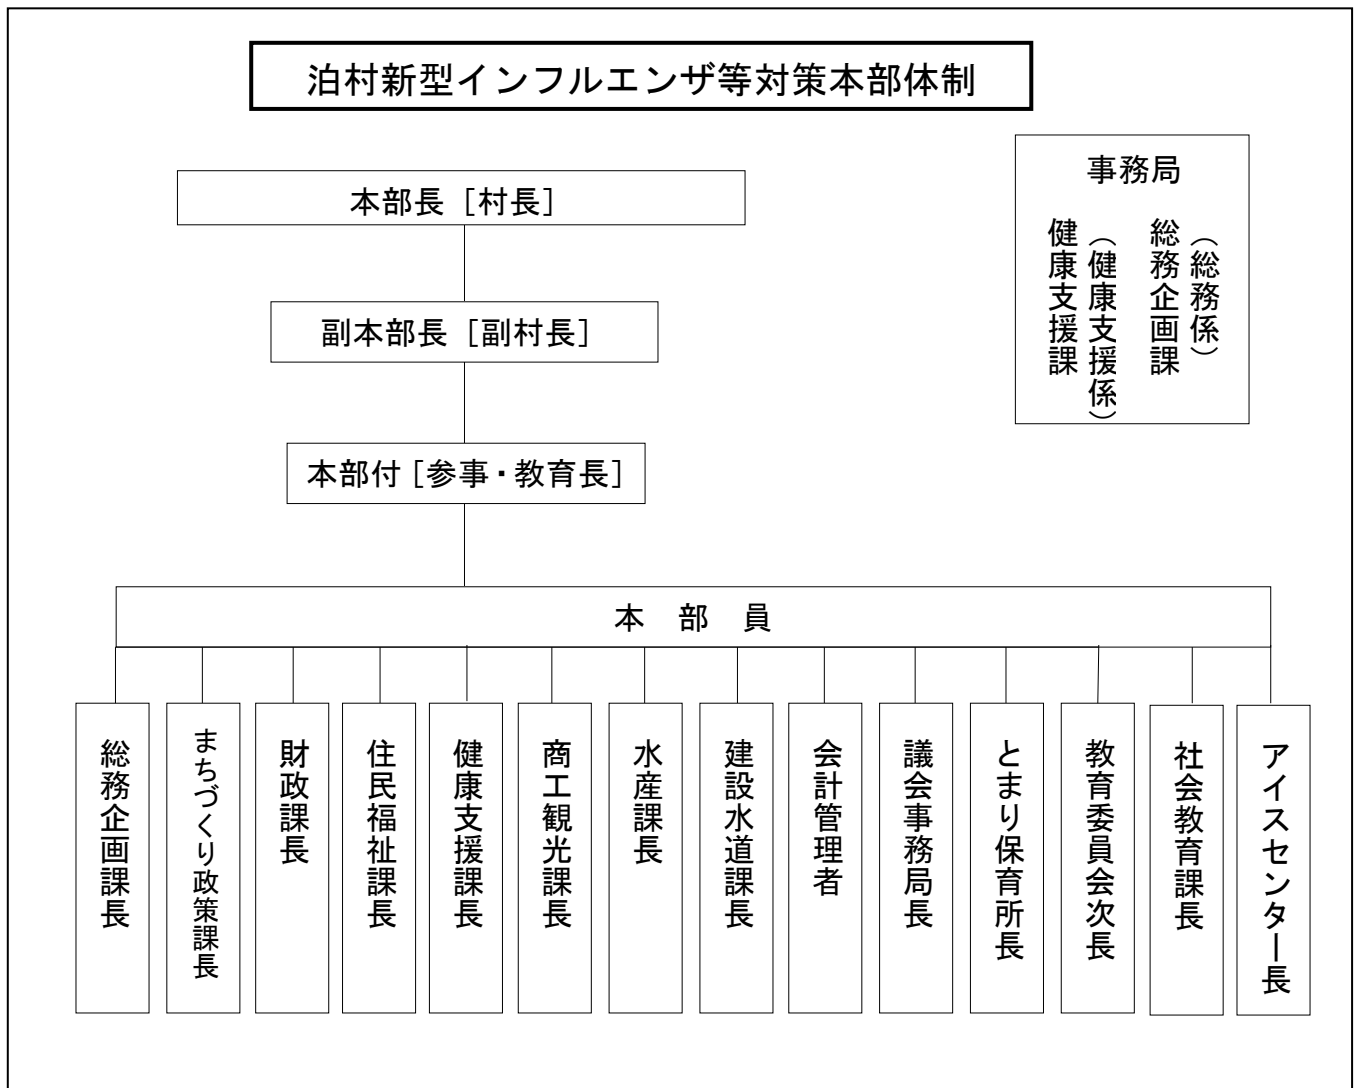 泊村新型インフルエンザ等対策本部体制
事務局
総務企画課
（総務係）
健康支援課
（健康支援係）
本部長［村長］
副本部長［副村長］
本部付［参事・教育長］
本　部　員
総務企画課長
まちづくり政策課長
財政課長
住民福祉課長
健康支援課長
商工観光課長
水産課長
建設水道課長
会計管理者
議会事務局長
とまり保育所長
教育委員会次長
社会教育課長
アイスセンター長